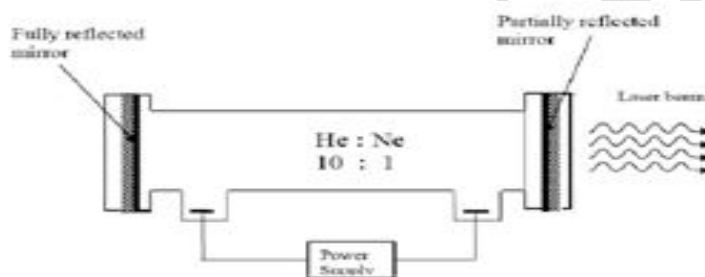 Fully reflected
mirror
Partially reflected
mirror
Laser beam
He : Ne
10 : 1
Power
Supply